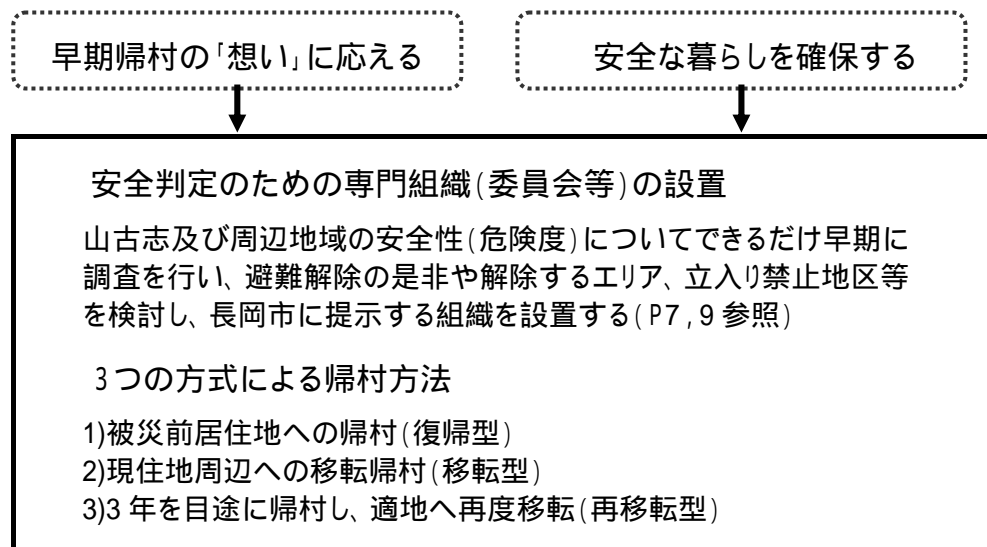 早期帰村の「想い」に応える
安全な暮らしを確保する
安全判定のための専門組織(委員会等)の設置
山古志及び周辺地域の安全性(危険度)についてできるだけ早期に
調査を行い、避難解除の是非や解除するエリア、立入り禁止地区等
を検討し、長岡市に提示する組織を設置する(P7,9参照)
3つの方式による帰村方法
1)被災前居住地への帰村(復帰型)
2)現住地周辺への移転帰村(移転型)
3)3年を目途に帰村し、適地へ再度移転(再移転型)